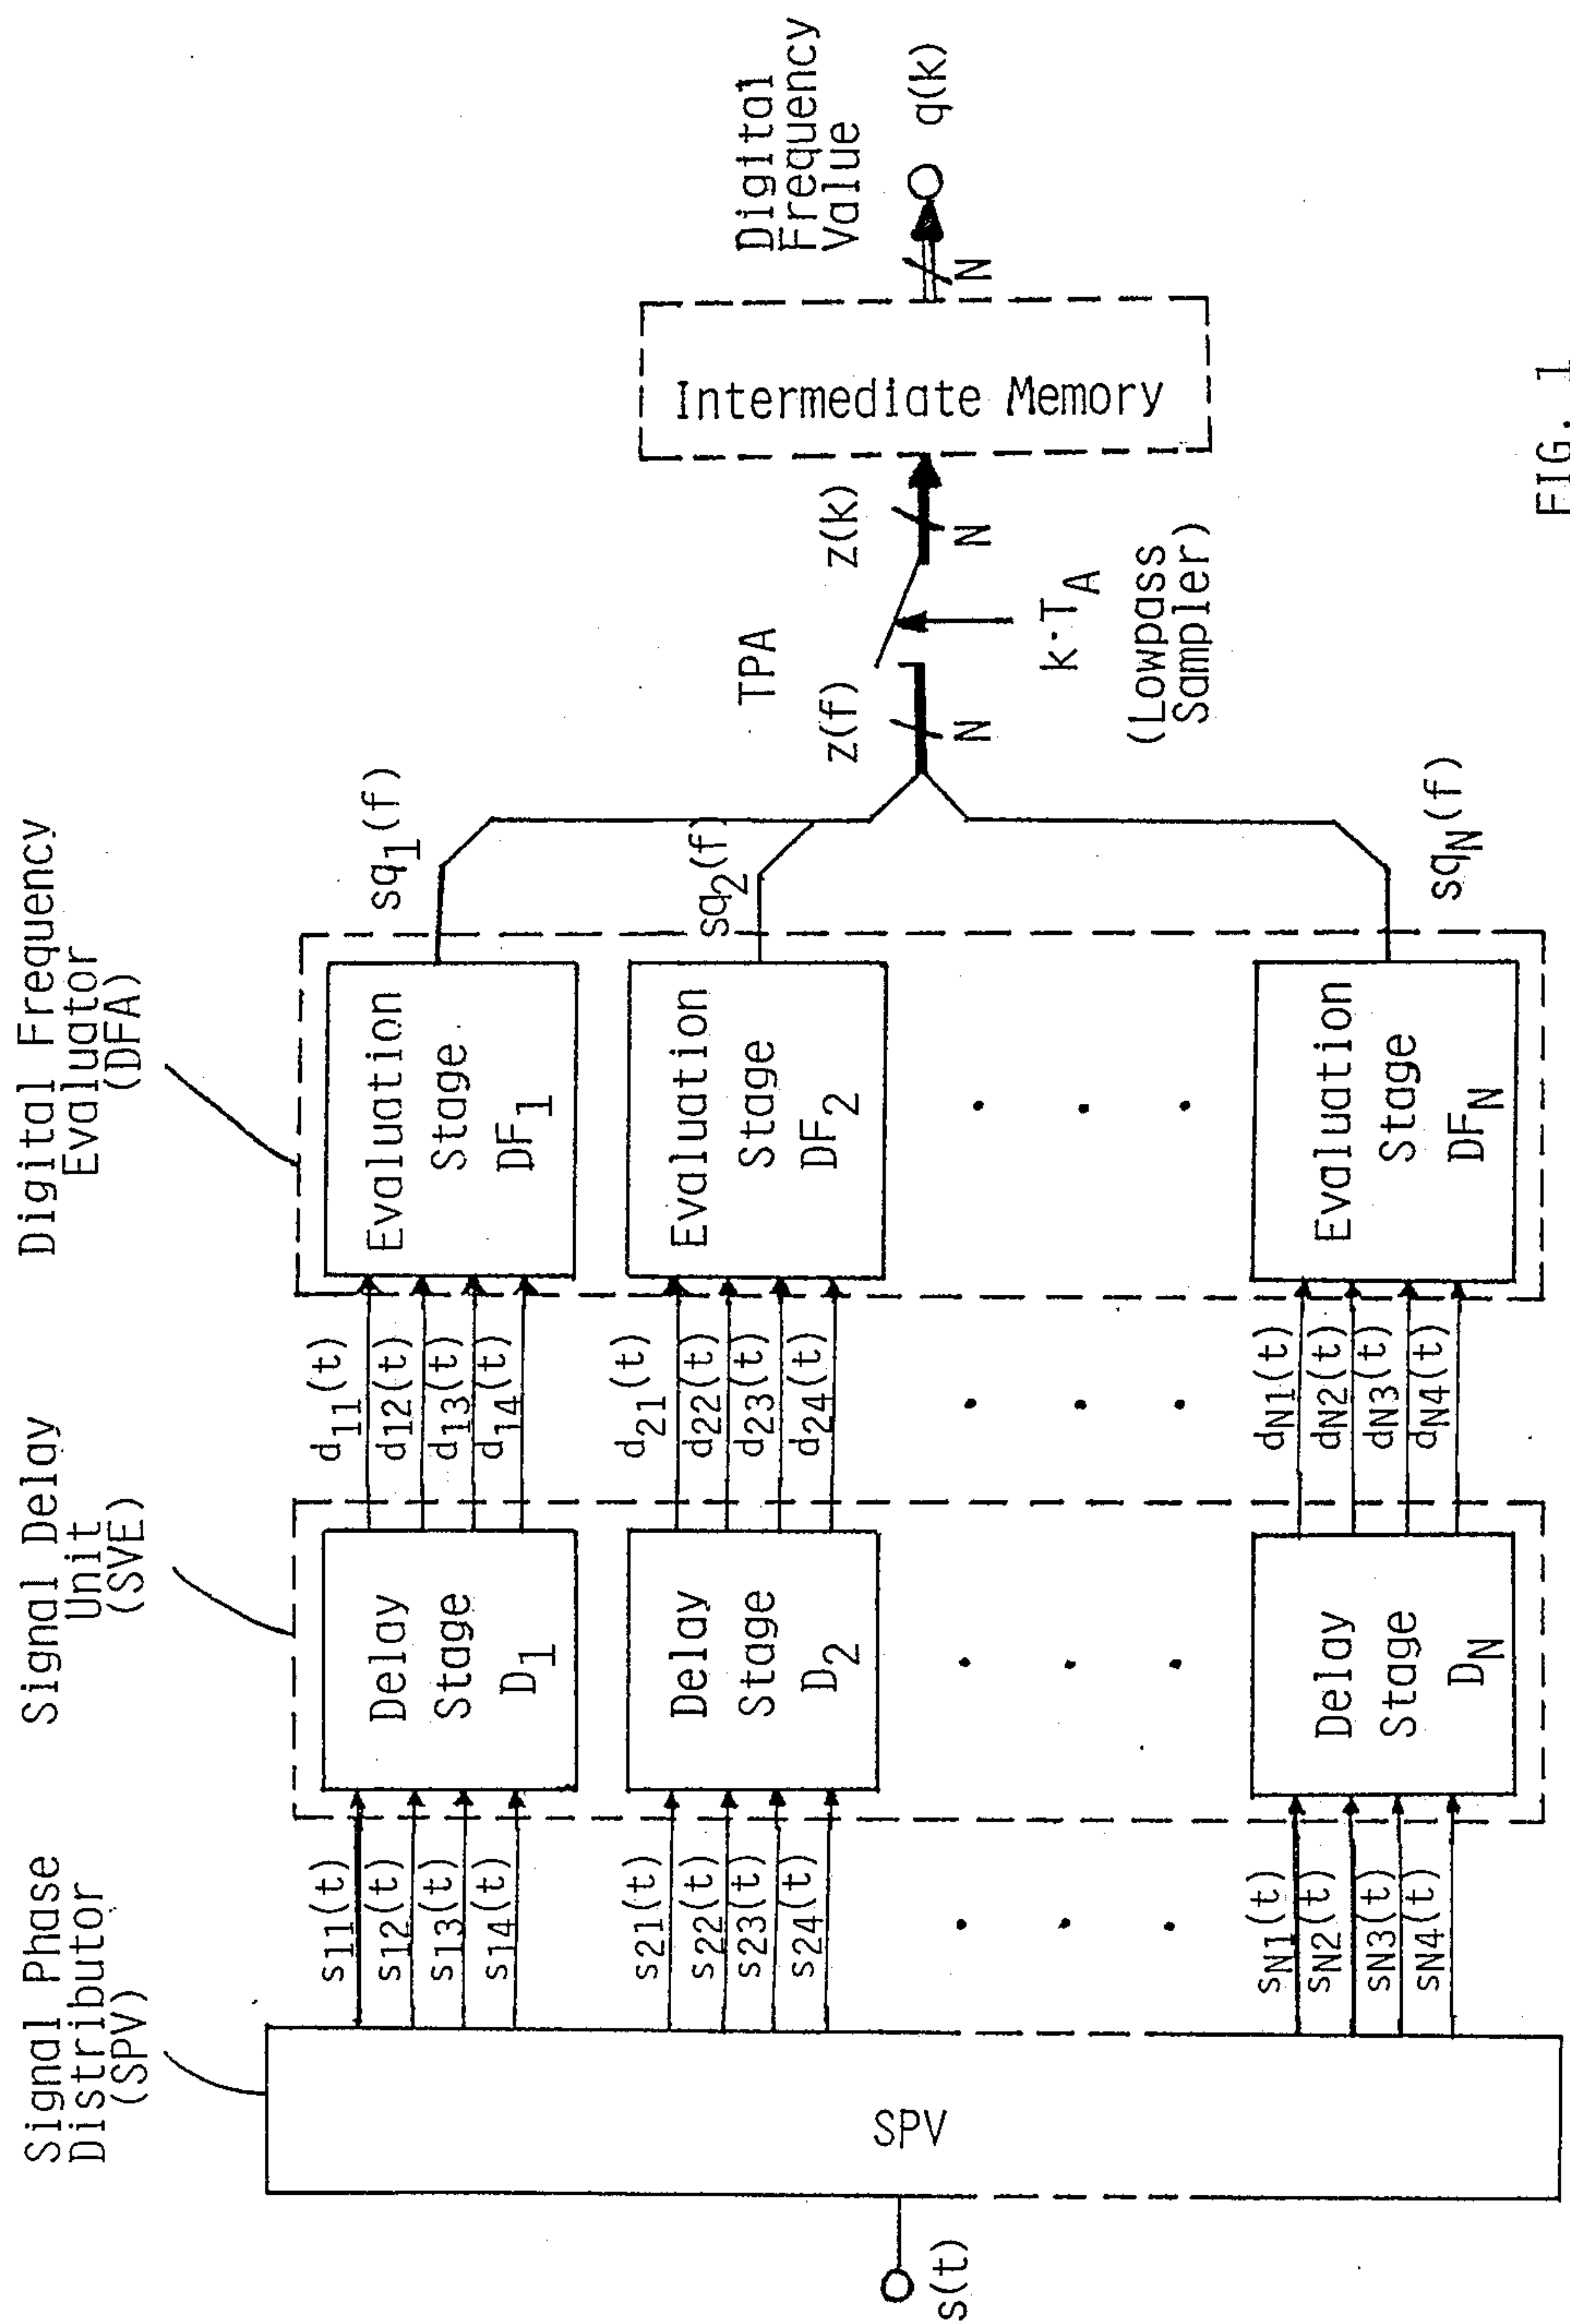 Signal Phase
Distributor
(SPV)
Signal Delay
Unit
(SVE)
Digital Frequency
Evaluator
(DFA)
s(t)
SPV
s11(t)
s12(t)
s13(t)
s14(t)
s21(t)
s22(t)
s23(t)
s24(t)
sN1(t)
sN2(t)
sN3(t)
sN4(t)
Delay
Stage
D1
Delay
Stage
D2
Delay
Stage
DN
d11(t)
d12(t)
d13(t)
d14(t)
d21(t)
d22(t)
d23(t)
d24(t)
dN1(t)
dN2(t)
dN3(t)
dN4(t)
Evaluation
Stage
DF1
Evaluation
Stage
DF2
Evaluation
Stage
DFN
sq1(f)
sq2(f)
sqN(f)
z(f)
N
TPA
k·TA
(Lowpass
Sampler)
z(k)
N
Intermediate Memory
N
Digital
Frequency
Value
q(k)
FIG. 1